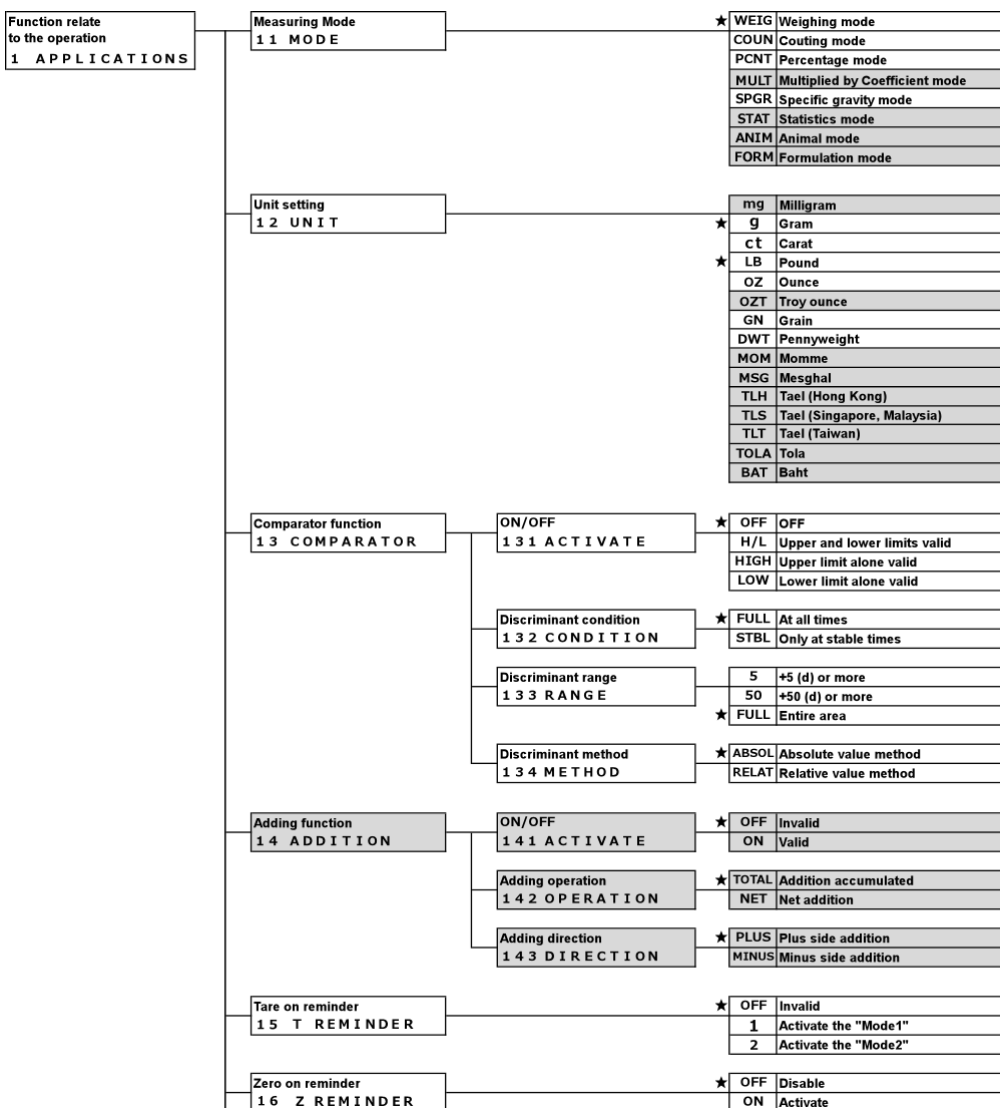 Function relate
to the operation
1 APPLICATIONS
Measuring Mode
11 MODE
★ WEIG Weighing mode
COUN Couting mode
PCNT Percentage mode
MULT Multiplied by Coefficient mode
SPGR Specific gravity mode
STAT Statistics mode
ANIM Animal mode
FORM Formulation mode
Unit setting
12 UNIT
mg Milligram
★ g Gram
ct Carat
★ LB Pound
OZ Ounce
OZT Troy ounce
GN Grain
DWT Pennyweight
MOM Momme
MSG Mesghal
TLH Tael (Hong Kong)
TLS Tael (Singapore, Malaysia)
TLT Tael (Taiwan)
TOLA Tola
BAT Baht
Comparator function
13 COMPARATOR
ON/OFF
131 ACTIVATE
★ OFF OFF
H/L Upper and lower limits valid
HIGH Upper limit alone valid
LOW Lower limit alone valid
Discriminant condition
132 CONDITION
★ FULL At all times
STBL Only at stable times
Discriminant range
133 RANGE
5 +5 (d) or more
50 +50 (d) or more
★ FULL Entire area
Discriminant method
134 METHOD
★ ABSOL Absolute value method
RELAT Relative value method
Adding function
14 ADDITION
ON/OFF
141 ACTIVATE
★ OFF Invalid
ON Valid
Adding operation
142 OPERATION
★ TOTAL Addition accumulated
NET Net addition
Adding direction
143 DIRECTION
★ PLUS Plus side addition
MINUS Minus side addition
Tare on reminder
15 T REMINDER
★ OFF Invalid
1 Activate the "Mode1"
2 Activate the "Mode2"
Zero on reminder
16 Z REMINDER
★ OFF Disable
ON Activate